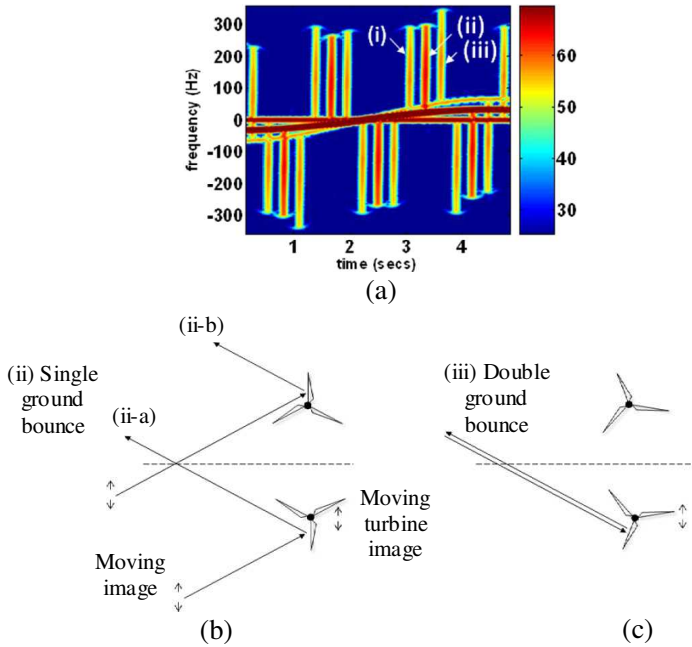 300
200
100
0
-100
-200
-300
frequency (Hz)
(i)
(ii)
(iii)
1
2
3
4
time (secs)
60
50
40
30
(a)
(ii-b)
(ii) Single
ground
bounce
(ii-a)
Moving
turbine
image
Moving
image
(b)
(iii) Double
ground
bounce
(c)